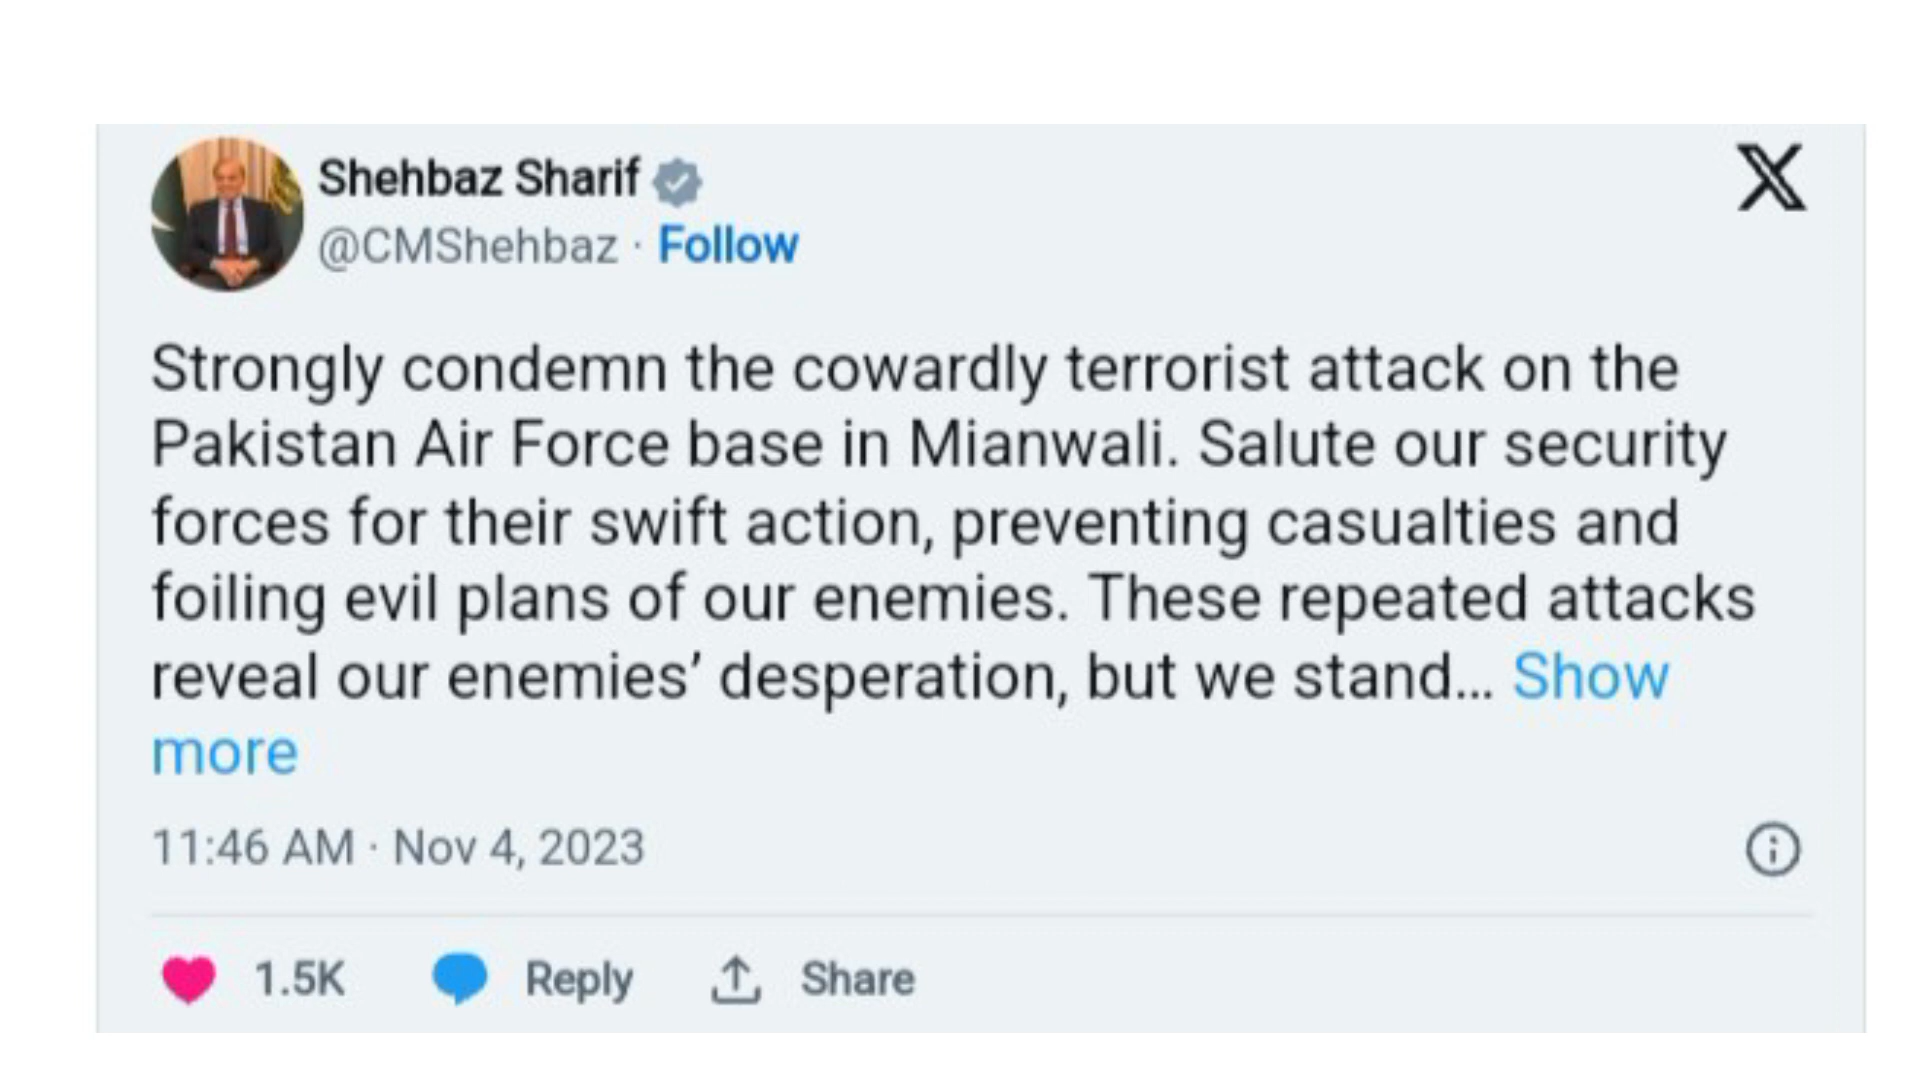 Shehbaz Sharif
@CMShehbaz · Follow
Strongly condemn the cowardly terrorist attack on the
Pakistan Air Force base in Mianwali. Salute our security
forces for their swift action, preventing casualties and
foiling evil plans of our enemies. These repeated attacks
reveal our enemies’ desperation, but we stand... Show
more
11:46 AM · Nov 4, 2023
1.5K Reply Share